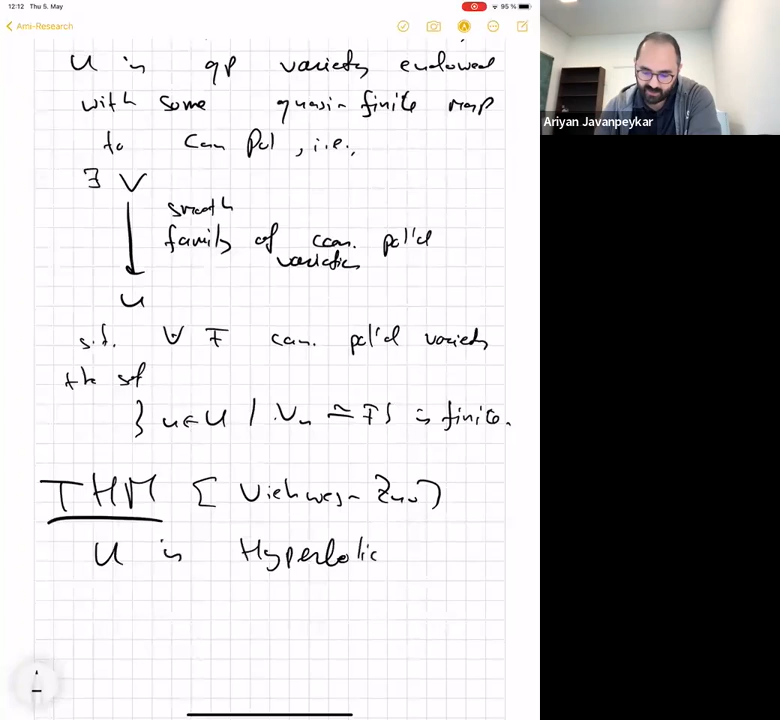 12:12 Thu 5. May
95 %
Ami-Research
U is qp variety endowed
with some quasi-finite map
to Can Pol, i.e.,
∃ V
smooth
family of can. pol'd
varieties
U
s.t. ∀ F can. pol'd variety
the set
{ u ∈ U / V_u ≃ F } is finite.
THM [Viehweg-Zuo]
U is Hyperbolic
Ariyan Javanpeykar